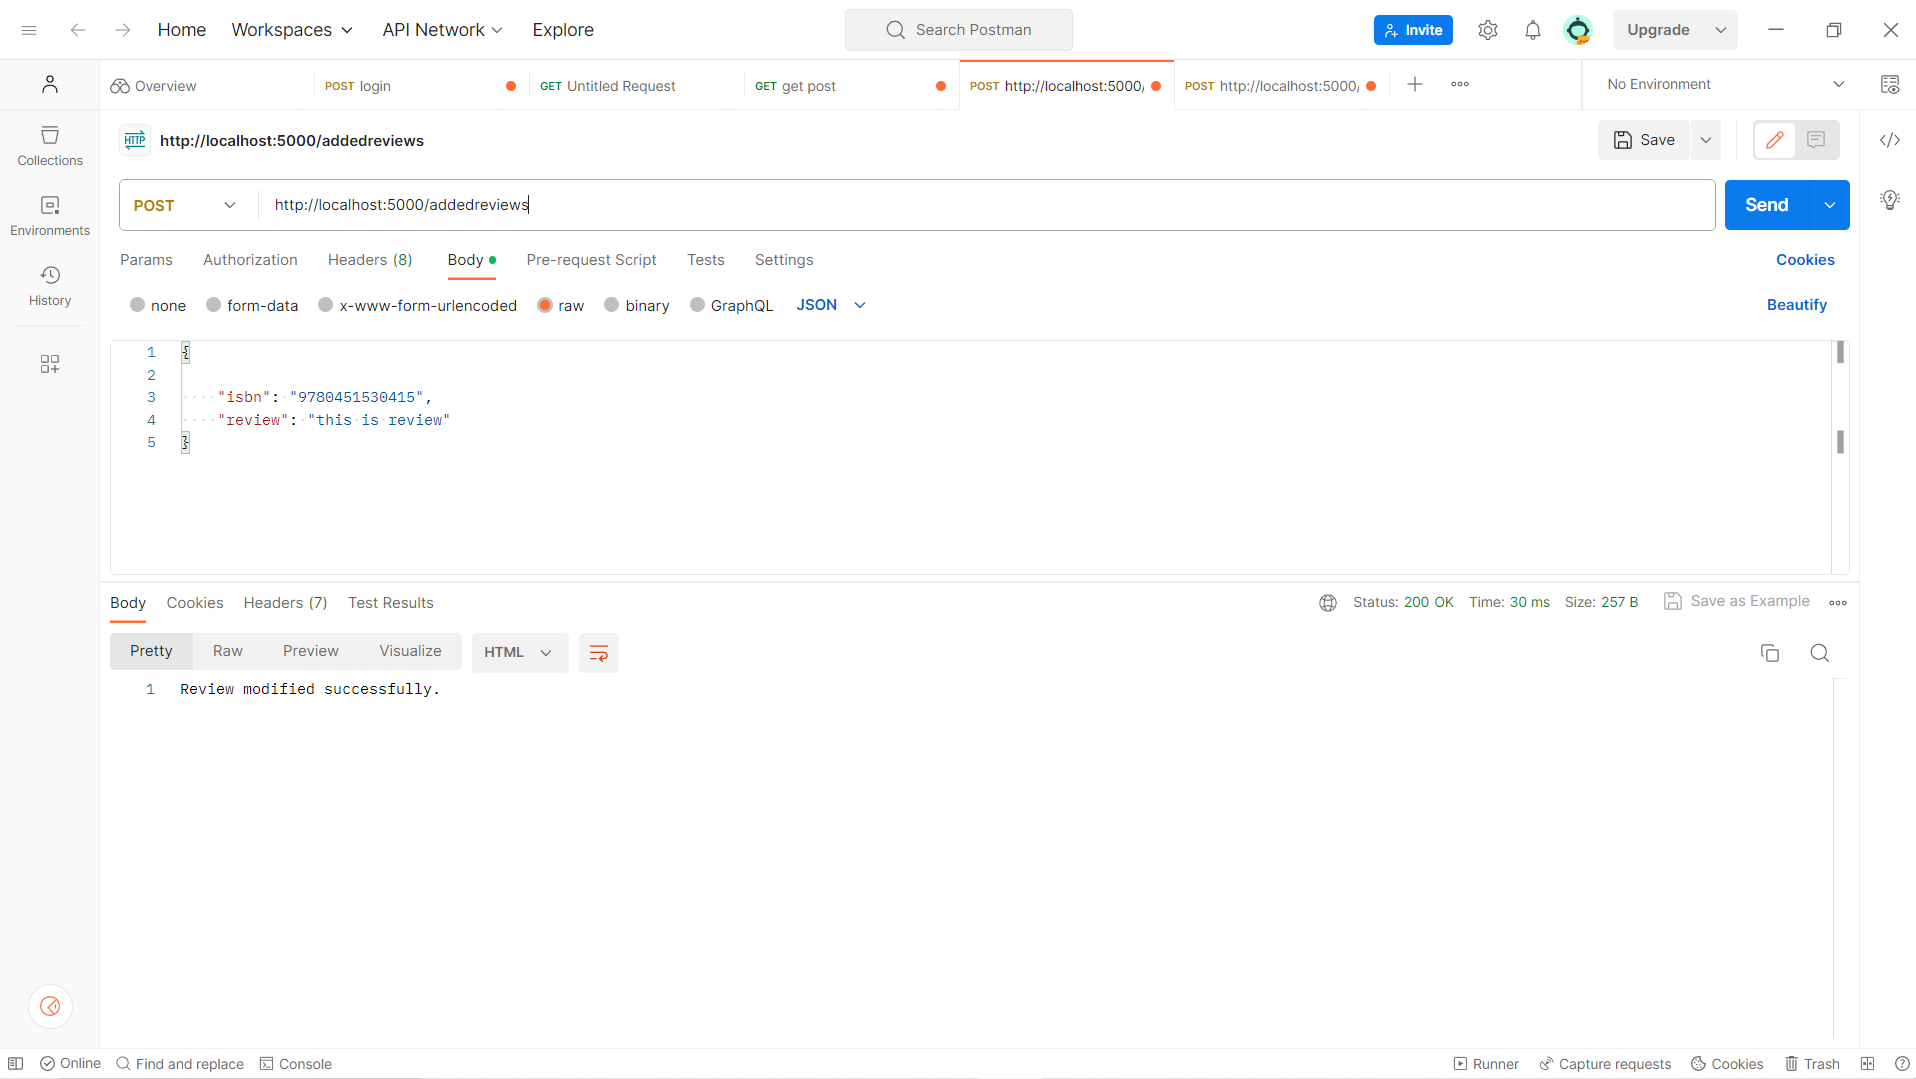 Home Workspaces API Network Explore Search Postman Invite Upgrade
Overview POST login GET Untitled Request GET get post POST http://localhost:5000/ POST http://localhost:5000/ No Environment
HTTP http://localhost:5000/addedreviews Save
Collections
POST http://localhost:5000/addedreviews Send
Environments
Params Authorization Headers (8) Body Pre-request Script Tests Settings Cookies
History
none form-data x-www-form-urlencoded raw binary GraphQL JSON Beautify
1 {
2
3 "isbn": "9780451530415",
4 "review": "this is review"
5 }
Body Cookies Headers (7) Test Results Status: 200 OK Time: 30 ms Size: 257 B Save as Example
Pretty Raw Preview Visualize HTML
1 Review modified successfully.
Online Find and replace Console Runner Capture requests Cookies Trash